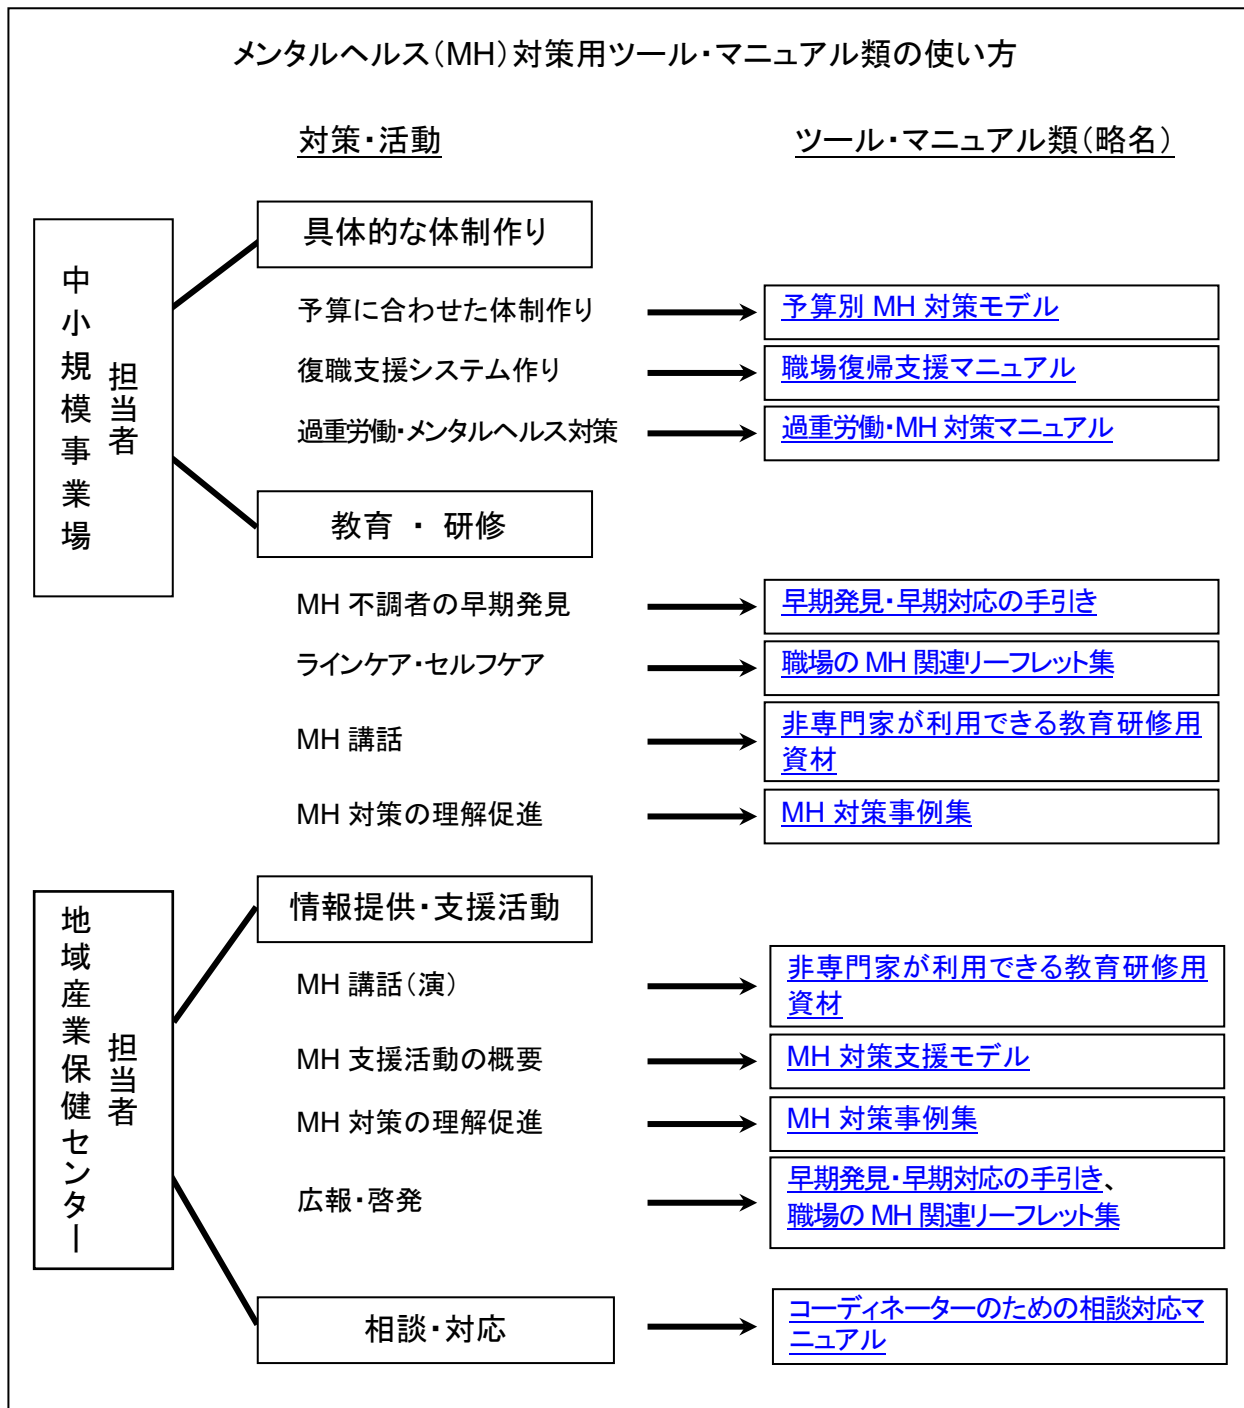 メンタルヘルス（MH）対策用ツール・マニュアル類の使い方
対策・活動
ツール・マニュアル類（略名）
中小規模事業場
担当者
具体的な体制作り
予算に合わせた体制作り
予算別 MH 対策モデル
復職支援システム作り
職場復帰支援マニュアル
過重労働・メンタルヘルス対策
過重労働・MH 対策マニュアル
教育 ・ 研修
MH 不調者の早期発見
早期発見・早期対応の手引き
ラインケア・セルフケア
職場の MH 関連リーフレット集
MH 講話
非専門家が利用できる教育研修用
資材
MH 対策の理解促進
MH 対策事例集
地域産業保健センター
担当者
情報提供・支援活動
MH 講話（演）
非専門家が利用できる教育研修用
資材
MH 支援活動の概要
MH 対策支援モデル
MH 対策の理解促進
MH 対策事例集
広報・啓発
早期発見・早期対応の手引き、
職場の MH 関連リーフレット集
相談・対応
コーディネーターのための相談対応マ
ニュアル